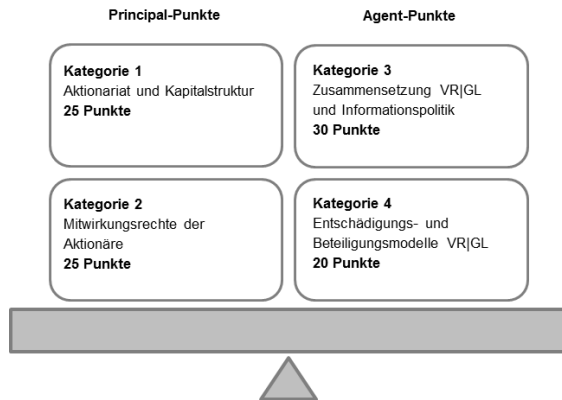 Principal-Punkte
Agent-Punkte
Kategorie 1
Aktionariat und Kapitalstruktur
25 Punkte
Kategorie 3
Zusammensetzung VR|GL
und Informationspolitik
30 Punkte
Kategorie 2
Mitwirkungsrechte der
Aktionäre
25 Punkte
Kategorie 4
Entschädigungs- und
Beteiligungsmodelle VR|GL
20 Punkte